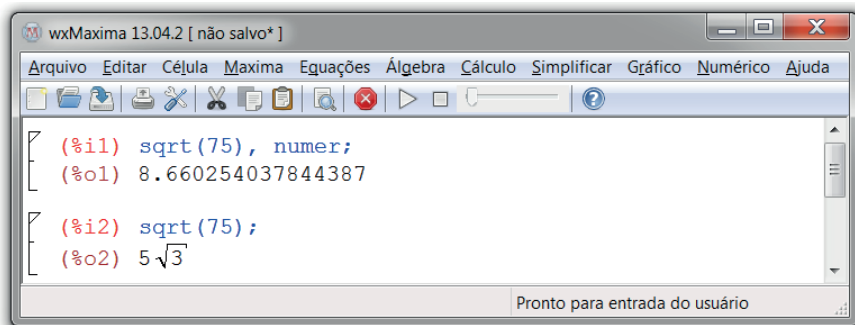 wxMaxima 13.04.2 [ não salvo* ]
Arquivo Editar Célula Maxima Equações Álgebra Cálculo Simplificar Gráfico Numérico Ajuda
(%i1) sqrt(75), numer;
(%o1) 8.660254037844387
(%i2) sqrt(75);
(%o2) 5√3
Pronto para entrada do usuário